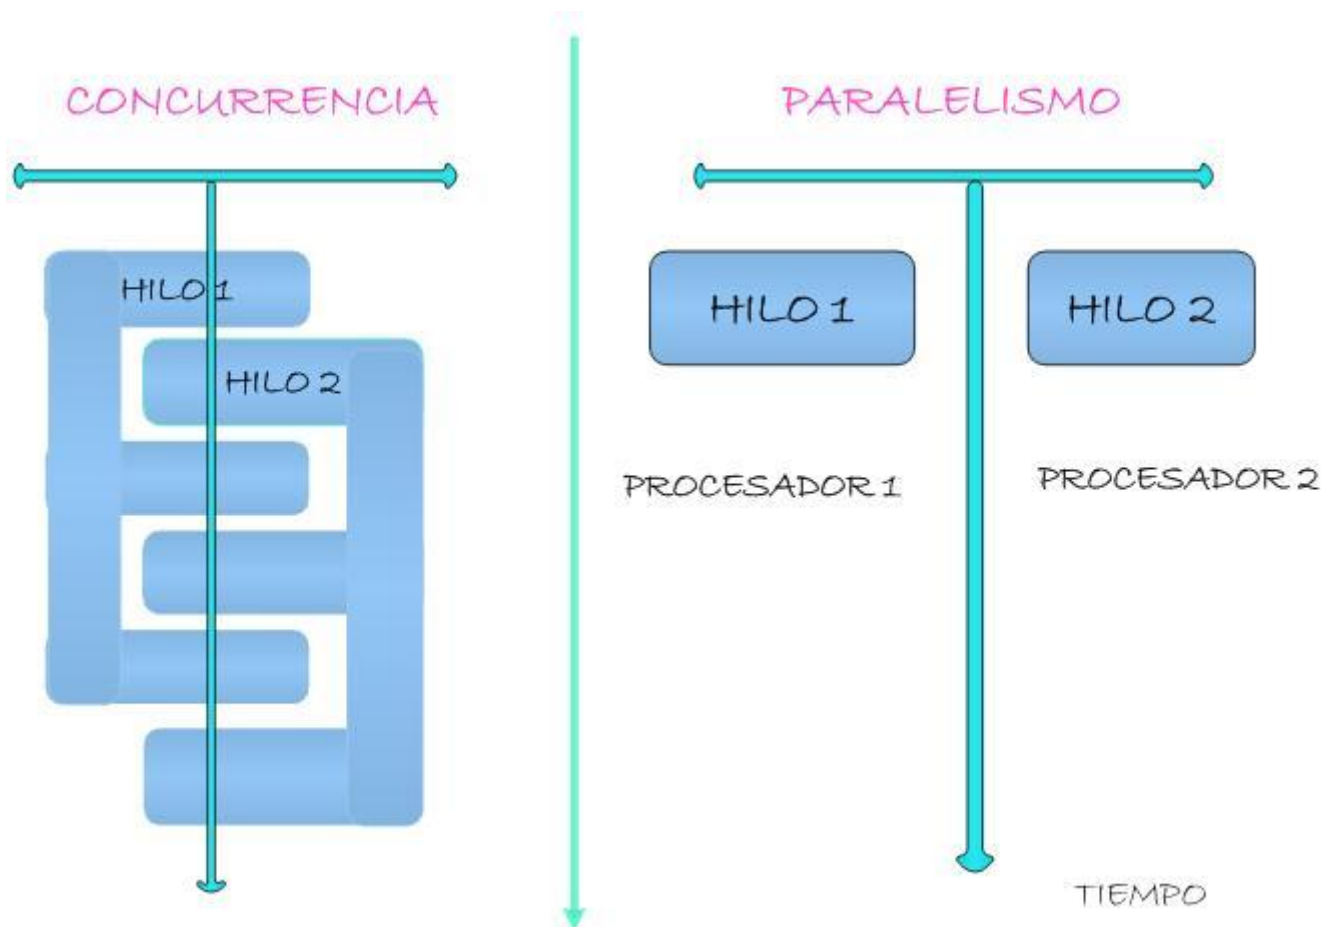 CONCURRENCIA
PARALELISMO
HILO 1
HILO 2
HILO 1
HILO 2
PROCESADOR 1
PROCESADOR 2
TIEMPO